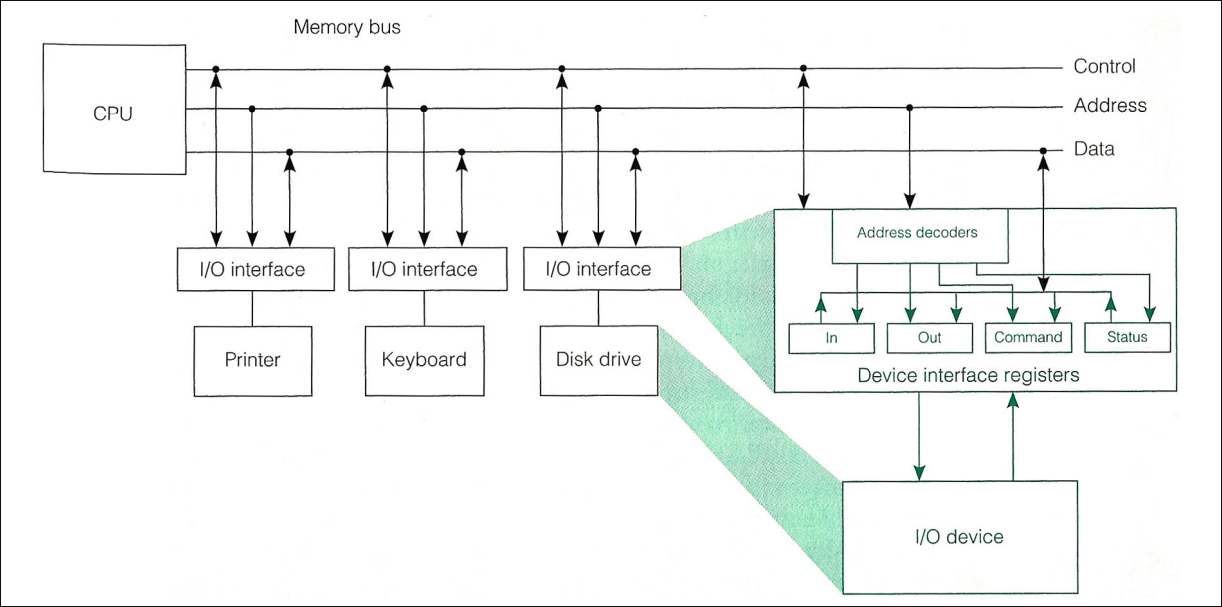 Memory bus
Control
CPU
Address
Data
Address decoders
I/O interface
I/O interface
I/O interface
In
Out
Command
Status
Printer
Keyboard
Disk drive
Device interface registers
I/O device